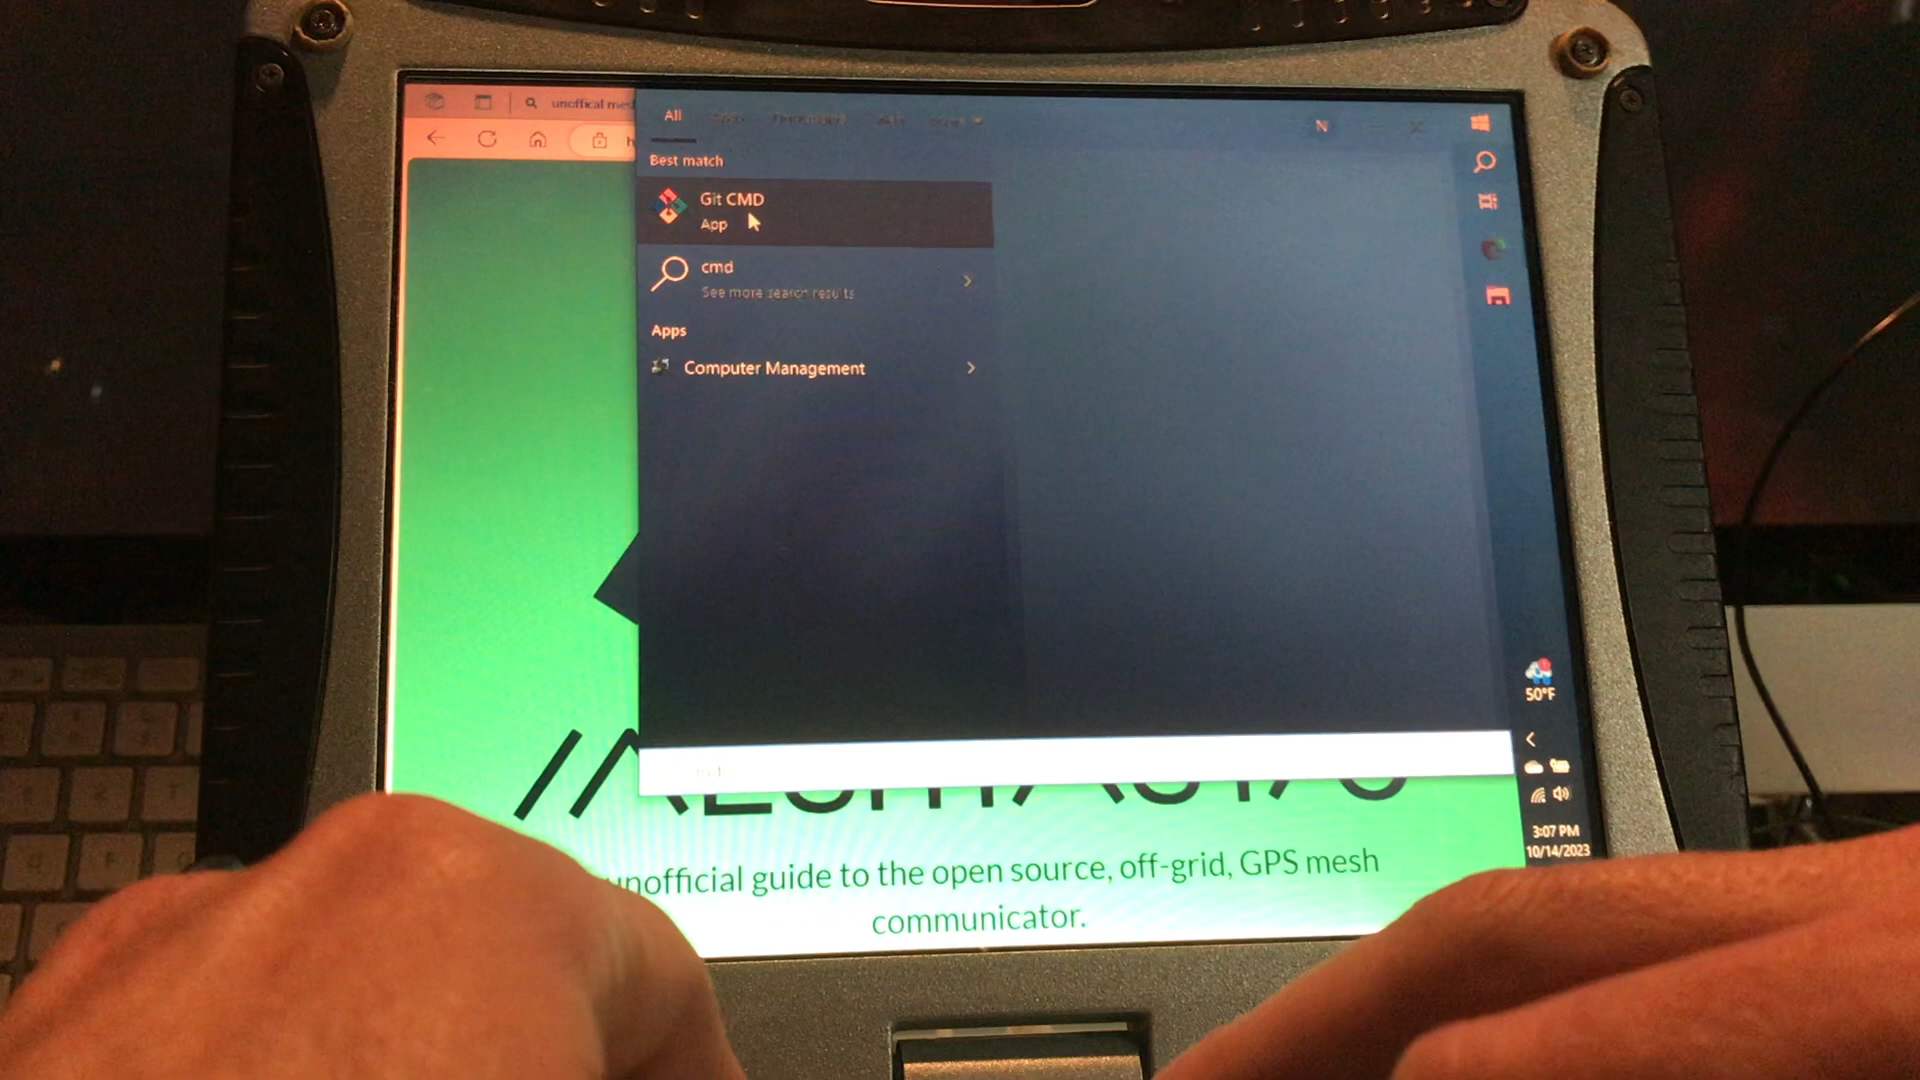 unoffical mes
All
N
Best match
Git CMD
App
cmd
See more search results
Apps
Computer Management
50°F
3:07 PM
10/14/2023
unofficial guide to the open source, off-grid, GPS mesh
communicator.